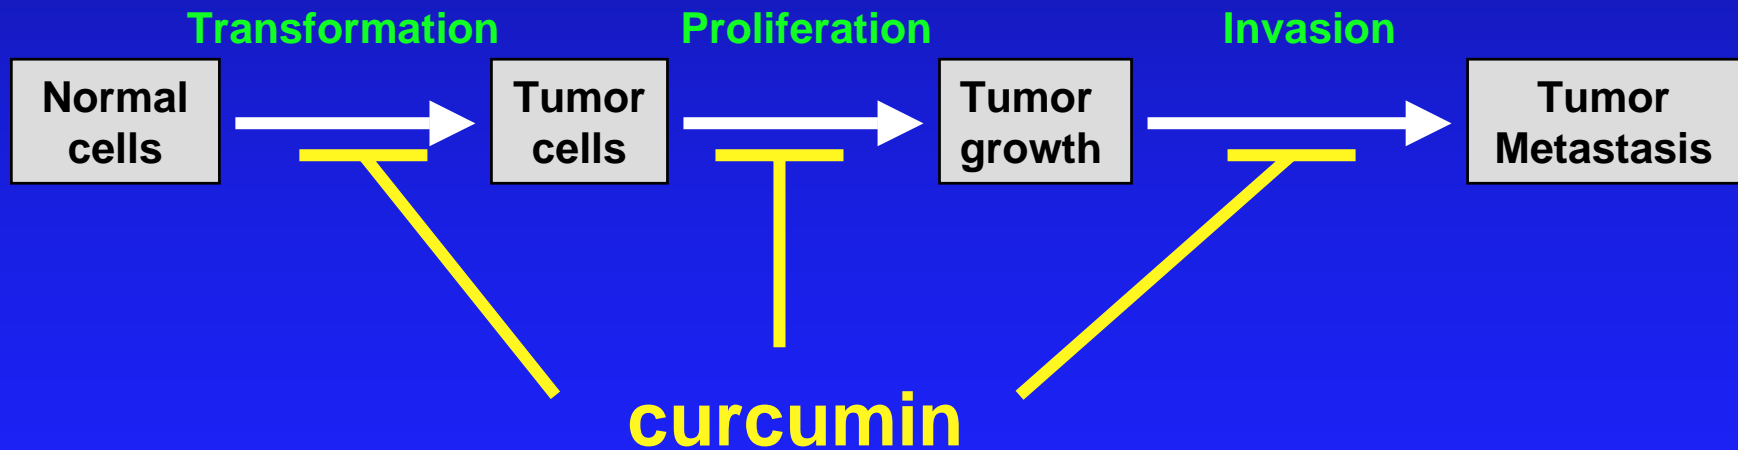 Transformation
Proliferation
Invasion
Normal
cells
Tumor
cells
Tumor
growth
Tumor
Metastasis
curcumin